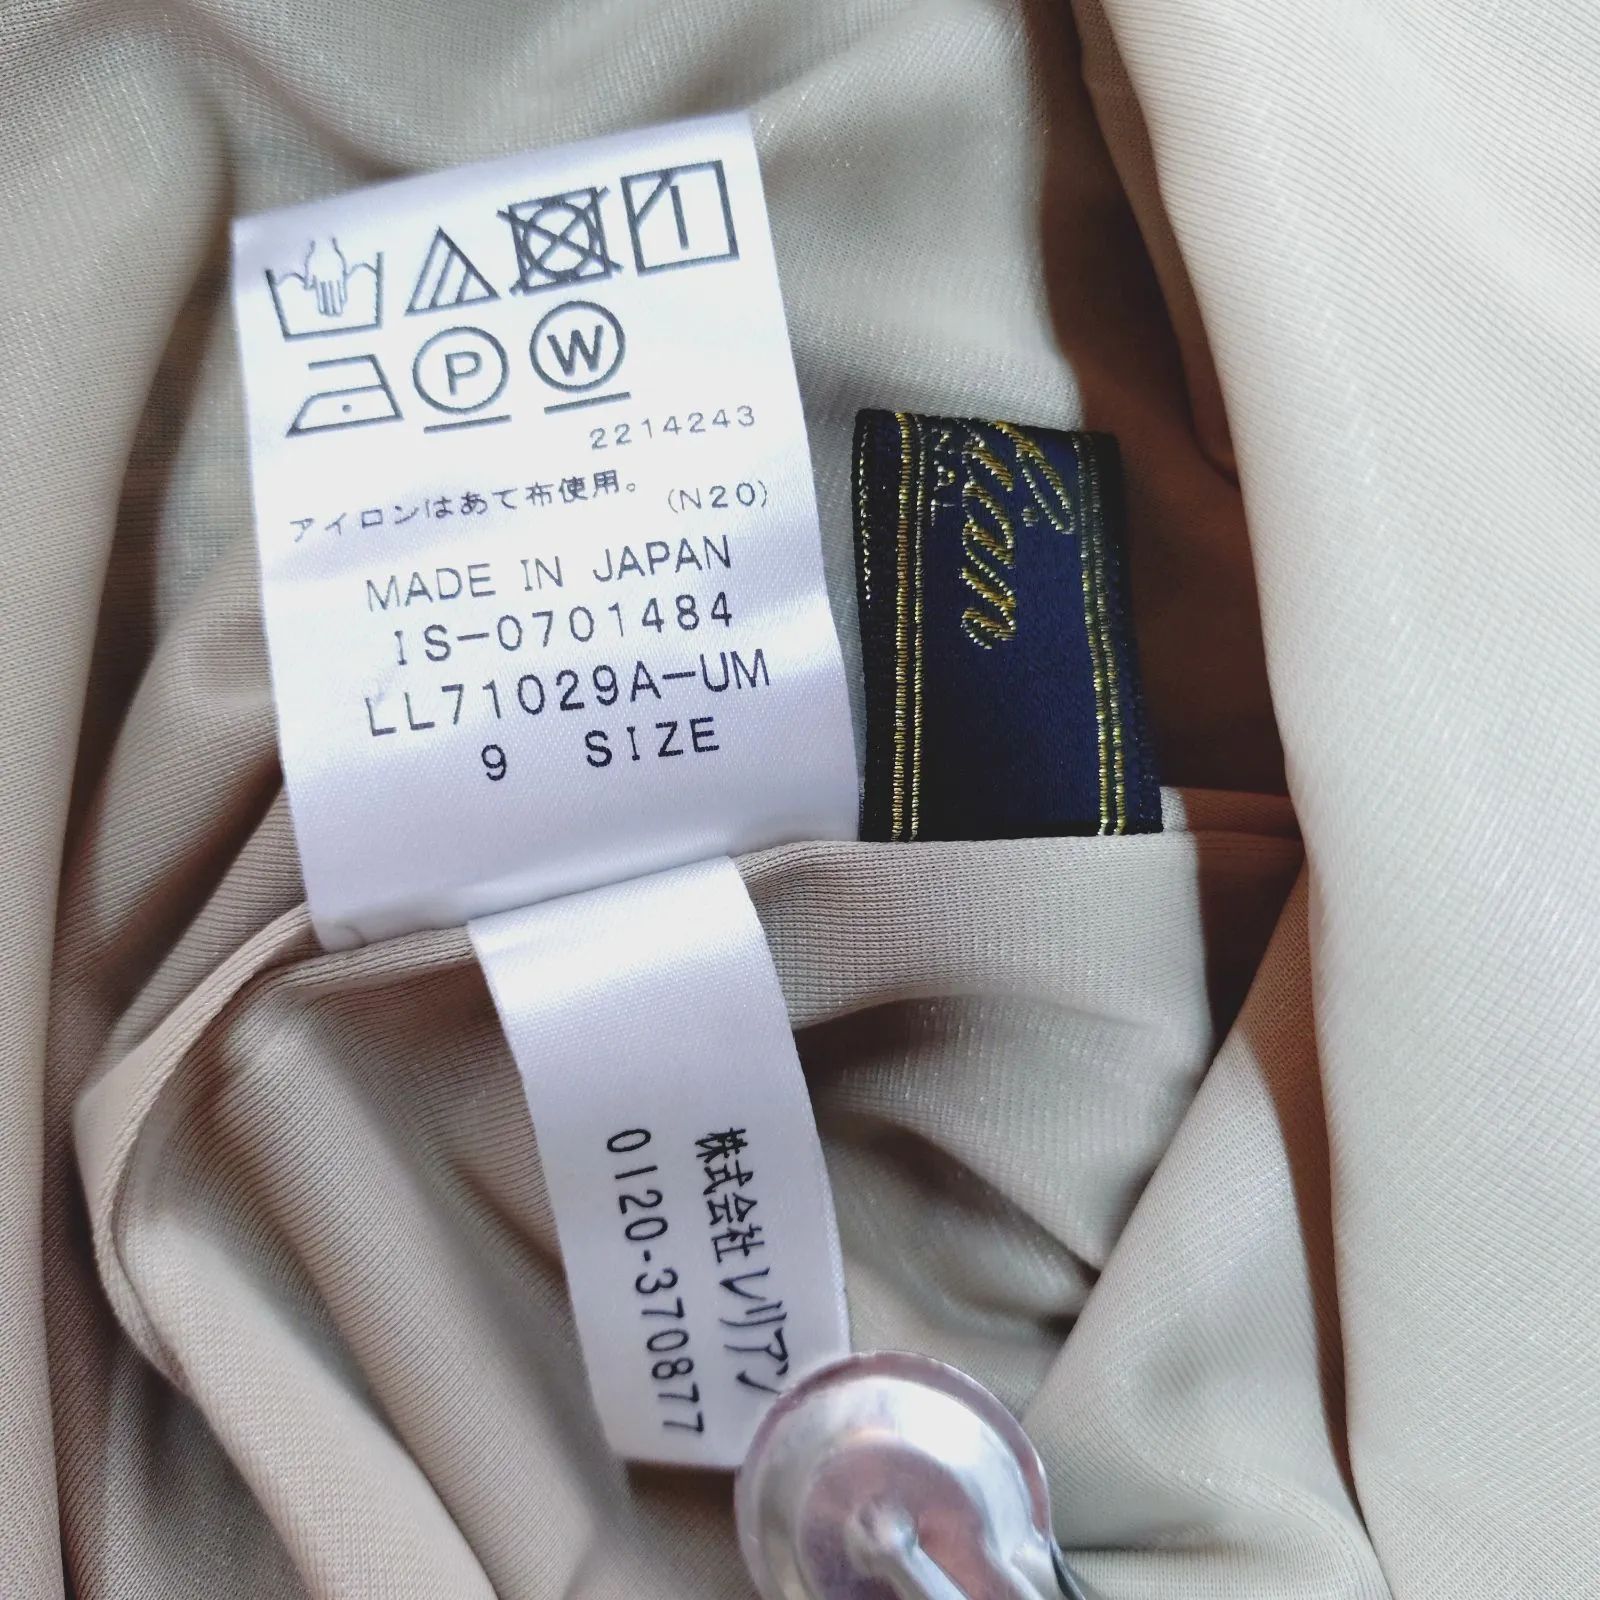 P
W
2214243
アイロンはあて布使用。
(N20)
MADE IN JAPAN
IS-0701484
LL71029A-UM
9 SIZE
株式会社レリアン
0120-370877